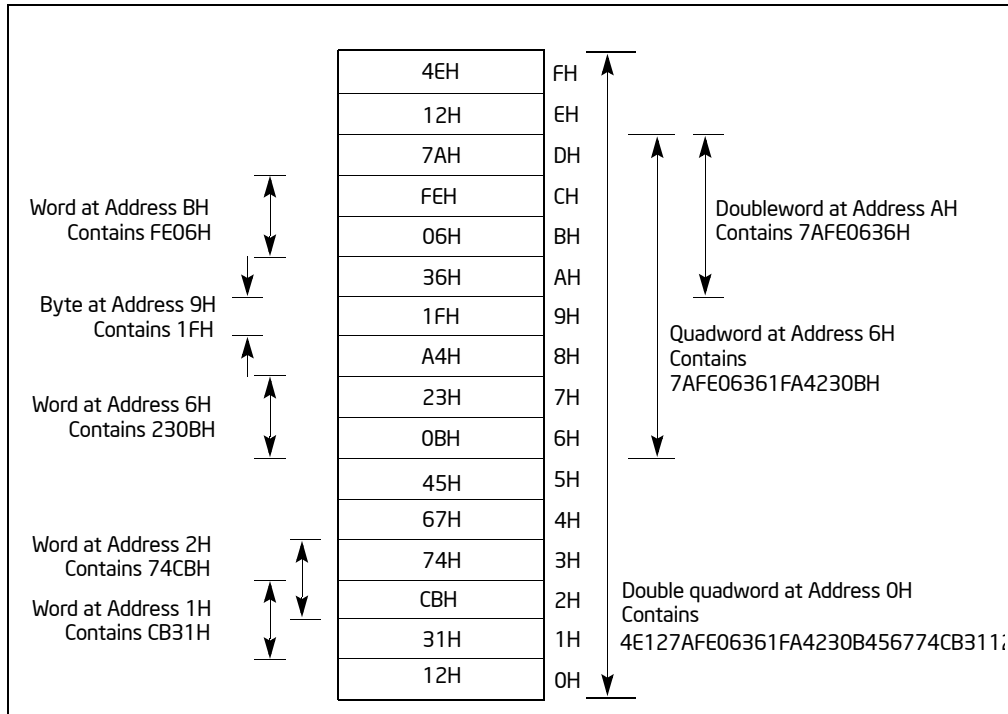 Word at Address BH
Contains FE06H
Byte at Address 9H
Contains 1FH
Word at Address 6H
Contains 230BH
Word at Address 2H
Contains 74CBH
Word at Address 1H
Contains CB31H
4EH FH
12H EH
7AH DH
FEH CH
06H BH
36H AH
1FH 9H
A4H 8H
23H 7H
0BH 6H
45H 5H
67H 4H
74H 3H
CBH 2H
31H 1H
12H 0H
Doubleword at Address AH
Contains 7AFE0636H
Quadword at Address 6H
Contains
7AFE06361FA4230BH
Double quadword at Address 0H
Contains
4E127AFE06361FA4230B456774CB3112